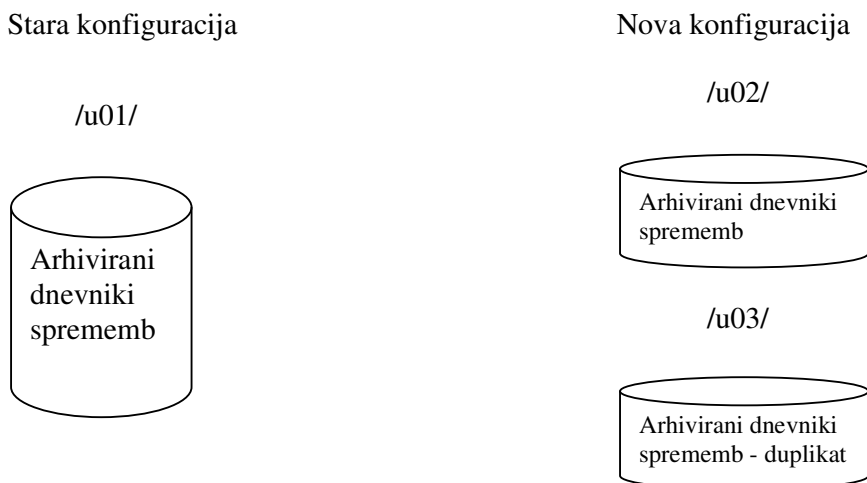 Stara konfiguracija
/u01/
Arhivirani
dnevniki
sprememb
Nova konfiguracija
/u02/
Arhivirani dnevniki
sprememb
/u03/
Arhivirani dnevniki
sprememb - duplikat